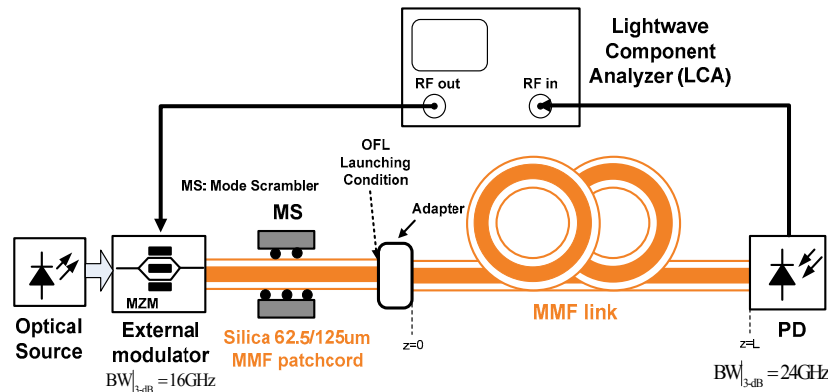 Lightwave
Component
Analyzer (LCA)
RF out
RF in
OFL
Launching
Condition
MS: Mode Scrambler
MS
Adapter
MZM
Optical
Source
External
modulator
BW|3-dB = 16GHz
Silica 62.5/125um
MMF patchcord
z=0
MMF link
z=L
PD
BW|3-dB = 24GHz